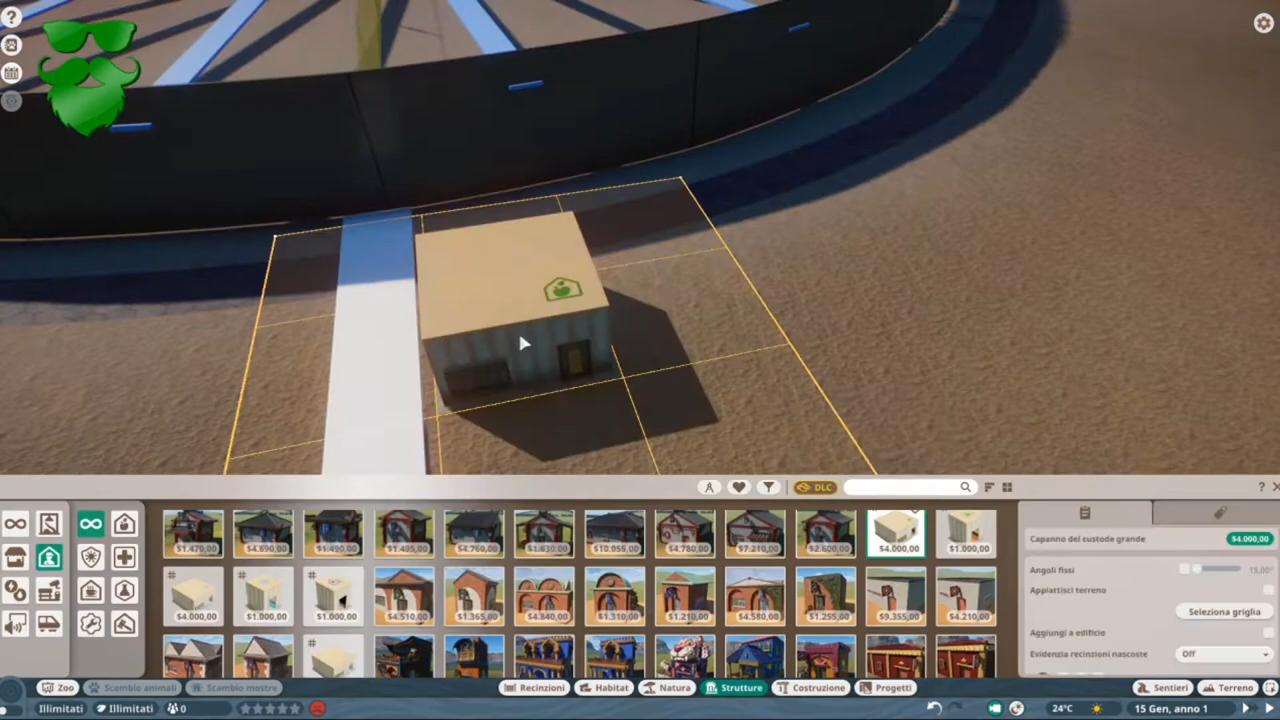 DLC
$1.470,00 $4.690,00 $1.490,00 $1.495,00 $4.760,00 $1.630,00 $10.055,00 $4.780,00 $7.210,00 $2.600,00 $4.000,00 $1.000,00
$4.000,00 $1.000,00 $1.000,00 $4.510,00 $1.365,00 $4.840,00 $1.310,00 $1.210,00 $4.580,00 $1.255,00 $9.355,00 $4.210,00
Capanno del custode grande $4.000,00
Angoli fissi 15,00°
Appiattisci terreno
Seleziona griglia
Aggiungi a edificio
Evidenzia recinzioni nascoste Off
Zoo Scambio animali Scambio mostre Recinzioni Habitat Natura Strutture Costruzione Progetti Sentieri Terreno
Illimitati Illimitati 0 24°C 15 Gen, anno 1